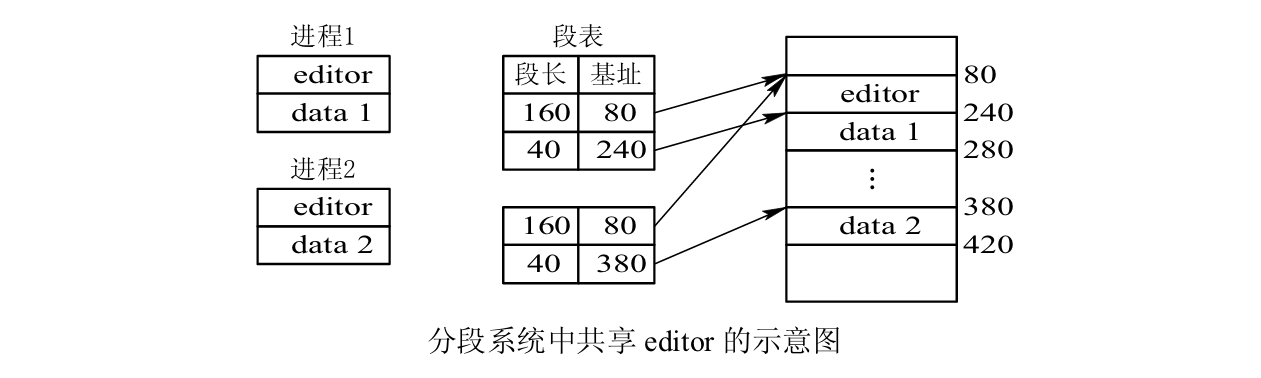 进程1
editor
data 1
进程2
editor
data 2
段表
段长 基址
160 80
40 240
160 80
40 380
80
editor
240
data 1
280
⋮
380
data 2
420
分段系统中共享 editor 的示意图